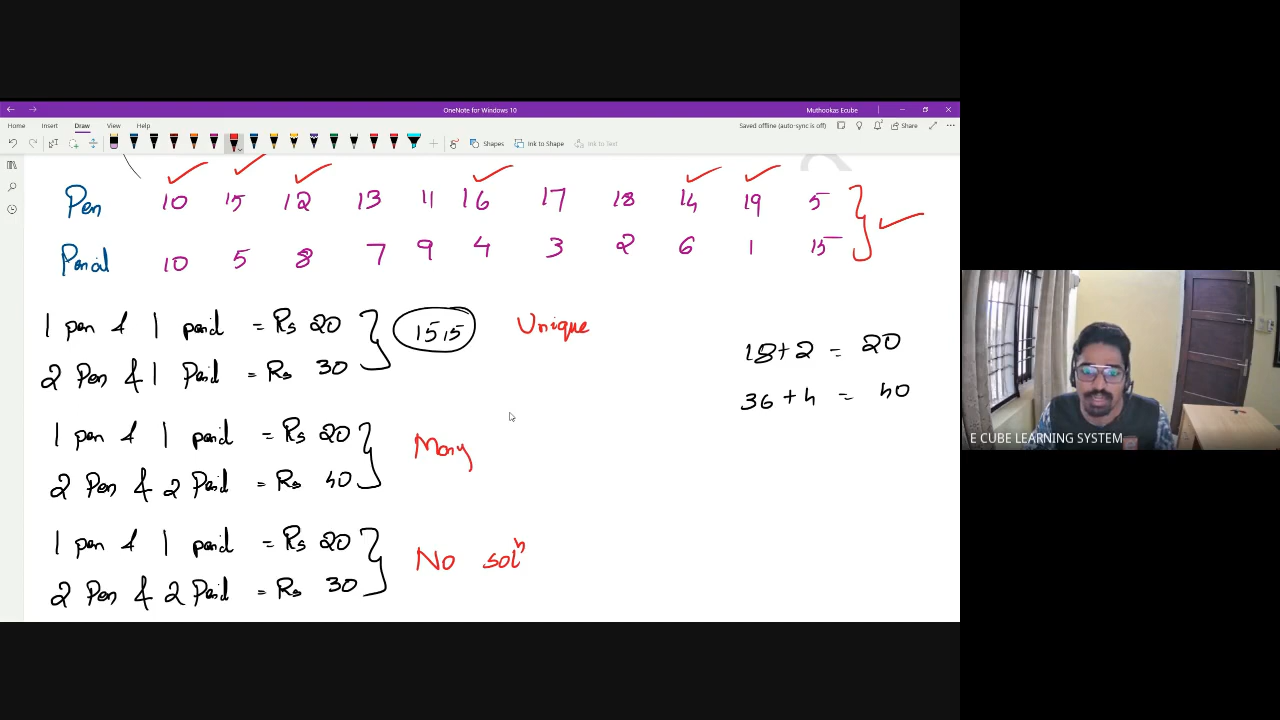 OneNote for Windows 10
Muthookas Ecube
Home Insert Draw View Help
Saved offline (auto-sync is off) Share
Shapes Ink to Shape Ink to Text
Pen 10 15 12 13 11 16 17 18 14 19 5
Pencil 10 5 8 7 9 4 3 2 6 1 15
1 pen & 1 pencil = Rs 20
15,5 Unique
2 Pen & 1 Pencil = Rs 30
18+2 = 20
36+4 = 40
1 pen & 1 pencil = Rs 20
Many
2 Pen & 2 Pencil = Rs 40
1 pen & 1 pencil = Rs 20
No solⁿ
2 Pen & 2 Pencil = Rs 30
E CUBE LEARNING SYSTEM